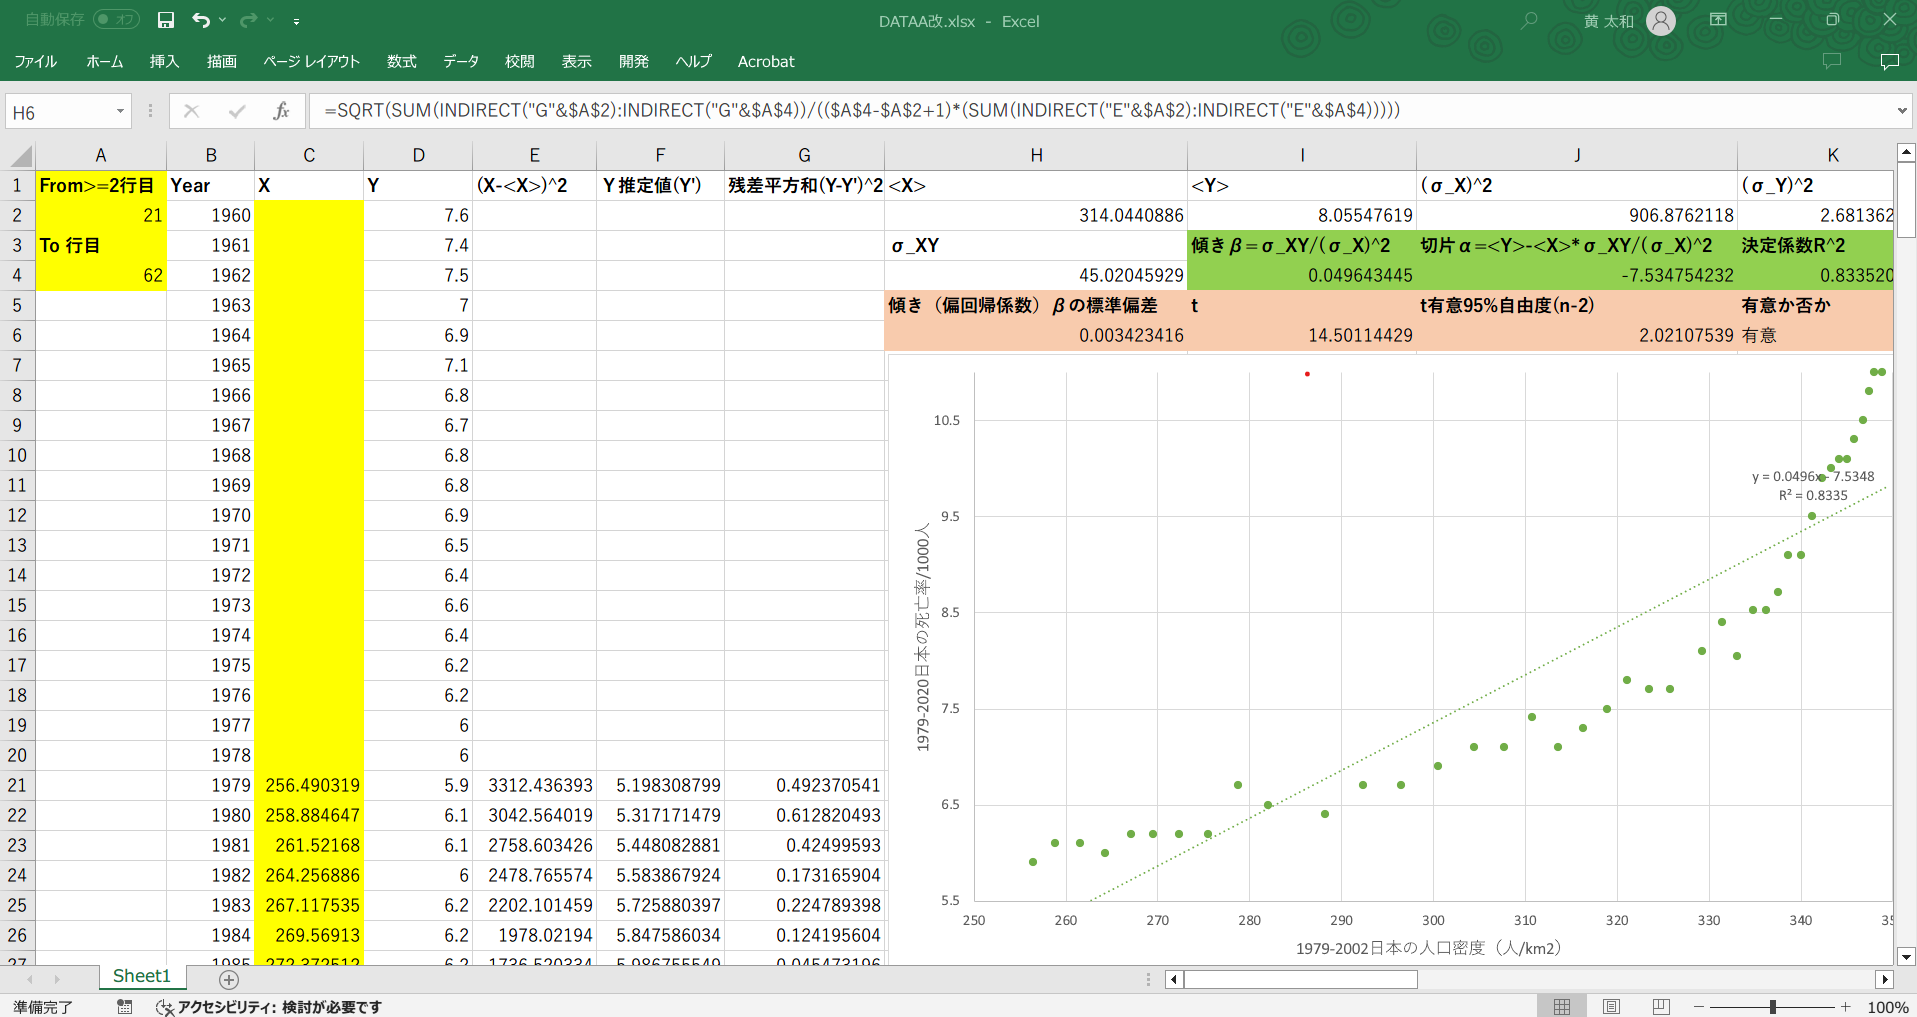 自動保存 オフ DATAA改.xlsx - Excel 黄 太和
ファイル ホーム 挿入 描画 ページ レイアウト 数式 データ 校閲 表示 開発 ヘルプ Acrobat
H6 fx =SQRT(SUM(INDIRECT("G"&$A$2):INDIRECT("G"&$A$4))/(($A$4-$A$2+1)*(SUM(INDIRECT("E"&$A$2):INDIRECT("E"&$A$4)))))
A B C D E F G H I J K
1 From>=2行目 Year X Y (X-<X>)^2 Y 推定値(Y') 残差平方和(Y-Y')^2 <X> <Y> (σ_X)^2 (σ_Y)^2
2 21 1960 7.6 314.0440886 8.05547619 906.8762118 2.681362
3 To 行目 1961 7.4 σ_XY 傾きβ=σ_XY/(σ_X)^2 切片α=<Y>-<X>*σ_XY/(σ_X)^2 決定係数R^2
4 62 1962 7.5 45.02045929 0.049643445 -7.534754232 0.833520
5 1963 7 傾き（偏回帰係数）βの標準偏差 t t有意95%自由度(n-2) 有意か否か
6 1964 6.9 0.003423416 14.50114429 2.02107539 有意
7 1965 7.1
8 1966 6.8
9 1967 6.7
10 1968 6.8
11 1969 6.8
12 1970 6.9
13 1971 6.5
14 1972 6.4
15 1973 6.6
16 1974 6.4
17 1975 6.2
18 1976 6.2
19 1977 6
20 1978 6
21 1979 256.490319 5.9 3312.436393 5.198308799 0.492370541
22 1980 258.884647 6.1 3042.564019 5.317171479 0.612820493
23 1981 261.52168 6.1 2758.603426 5.448082881 0.42499593
24 1982 264.256886 6 2478.765574 5.583867924 0.173165904
25 1983 267.117535 6.2 2202.101459 5.725880397 0.224789398
26 1984 269.56913 6.2 1978.02194 5.847586034 0.124195604
27 1985 272.372512 6.2 1736.520334 5.986755549 0.045473196
10.5
9.5
8.5
7.5
6.5
5.5
y = 0.0496x - 7.5348
R² = 0.8335
1979-2020日本の死亡率/1000人
250 260 270 280 290 300 310 320 330 340 35
1979-2002日本の人口密度（人/km2）
Sheet1
準備完了 アクセシビリティ: 検討が必要です 100%